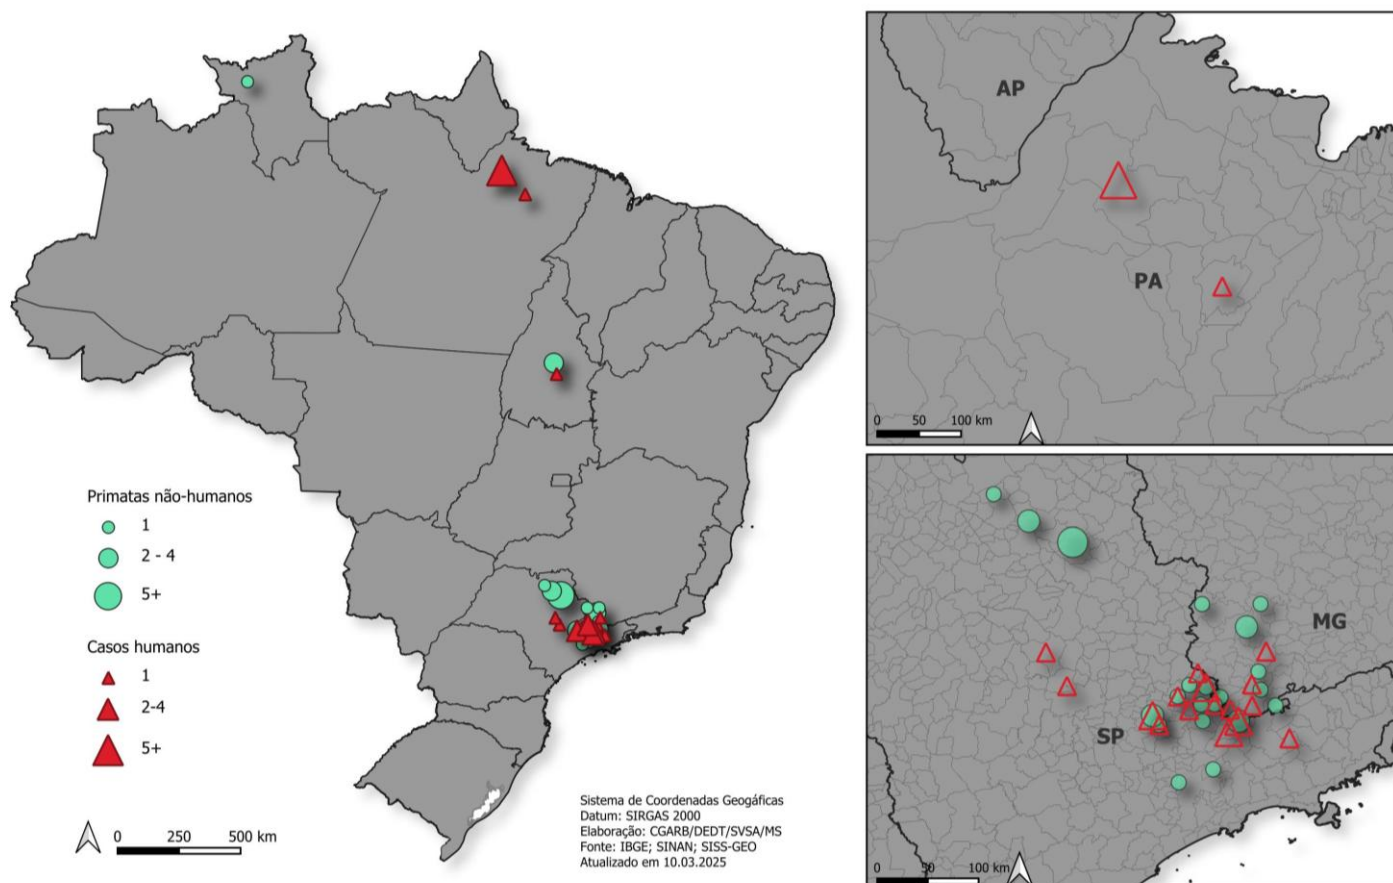 Primatas não-humanos
1
2 - 4
5+
Casos humanos
1
2-4
5+
0 250 500 km
Sistema de Coordenadas Geogáficas
Datum: SIRGAS 2000
Elaboração: CGARB/DEDT/SVSA/MS
Fonte: IBGE; SINAN; SISS-GEO
Atualizado em 10.03.2025
AP
PA
0 50 100 km
MG
SP
0 50 100 km